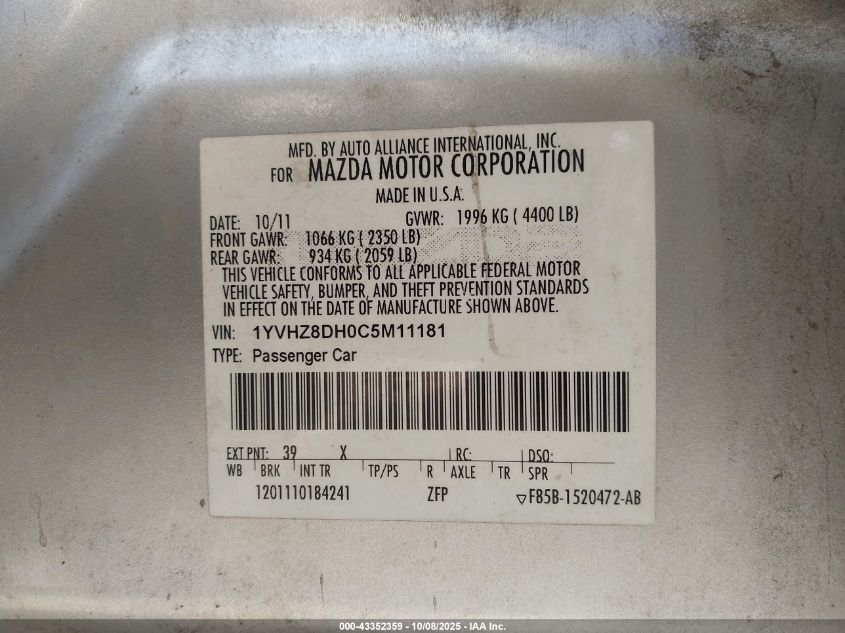 MFD. BY AUTO ALLIANCE INTERNATIONAL, INC.
FOR MAZDA MOTOR CORPORATION
MADE IN U.S.A.
DATE: 10/11 GVWR: 1996 KG ( 4400 LB)
FRONT GAWR: 1066 KG ( 2350 LB)
REAR GAWR: 934 KG ( 2059 LB)
THIS VEHICLE CONFORMS TO ALL APPLICABLE FEDERAL MOTOR
VEHICLE SAFETY, BUMPER, AND THEFT PREVENTION STANDARDS
IN EFFECT ON THE DATE OF MANUFACTURE SHOWN ABOVE.
VIN: 1YVHZ8DH0C5M11181
TYPE: Passenger Car
EXT PNT: 39 X RC: DSO:
WB BRK INT TR TP/PS R AXLE TR SPR
1201110184241 ZFP ▽F85B-1520472-AB
000-43352359 - 10/08/2025 - IAA Inc.